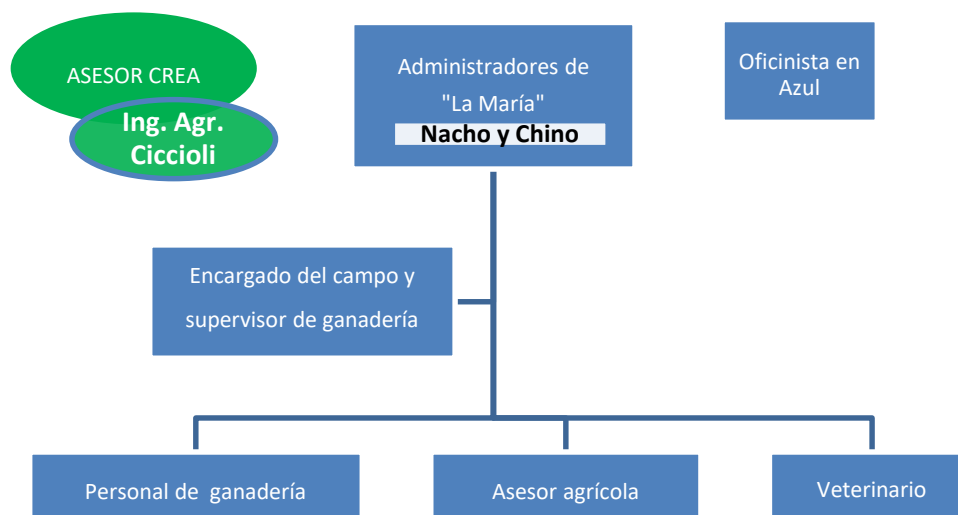 ASESOR CREA
Ing. Agr.
Ciccioli
Administradores de
"La María"
Nacho y Chino
Oficinista en
Azul
Encargado del campo y
supervisor de ganadería
Personal de ganadería
Asesor agrícola
Veterinario